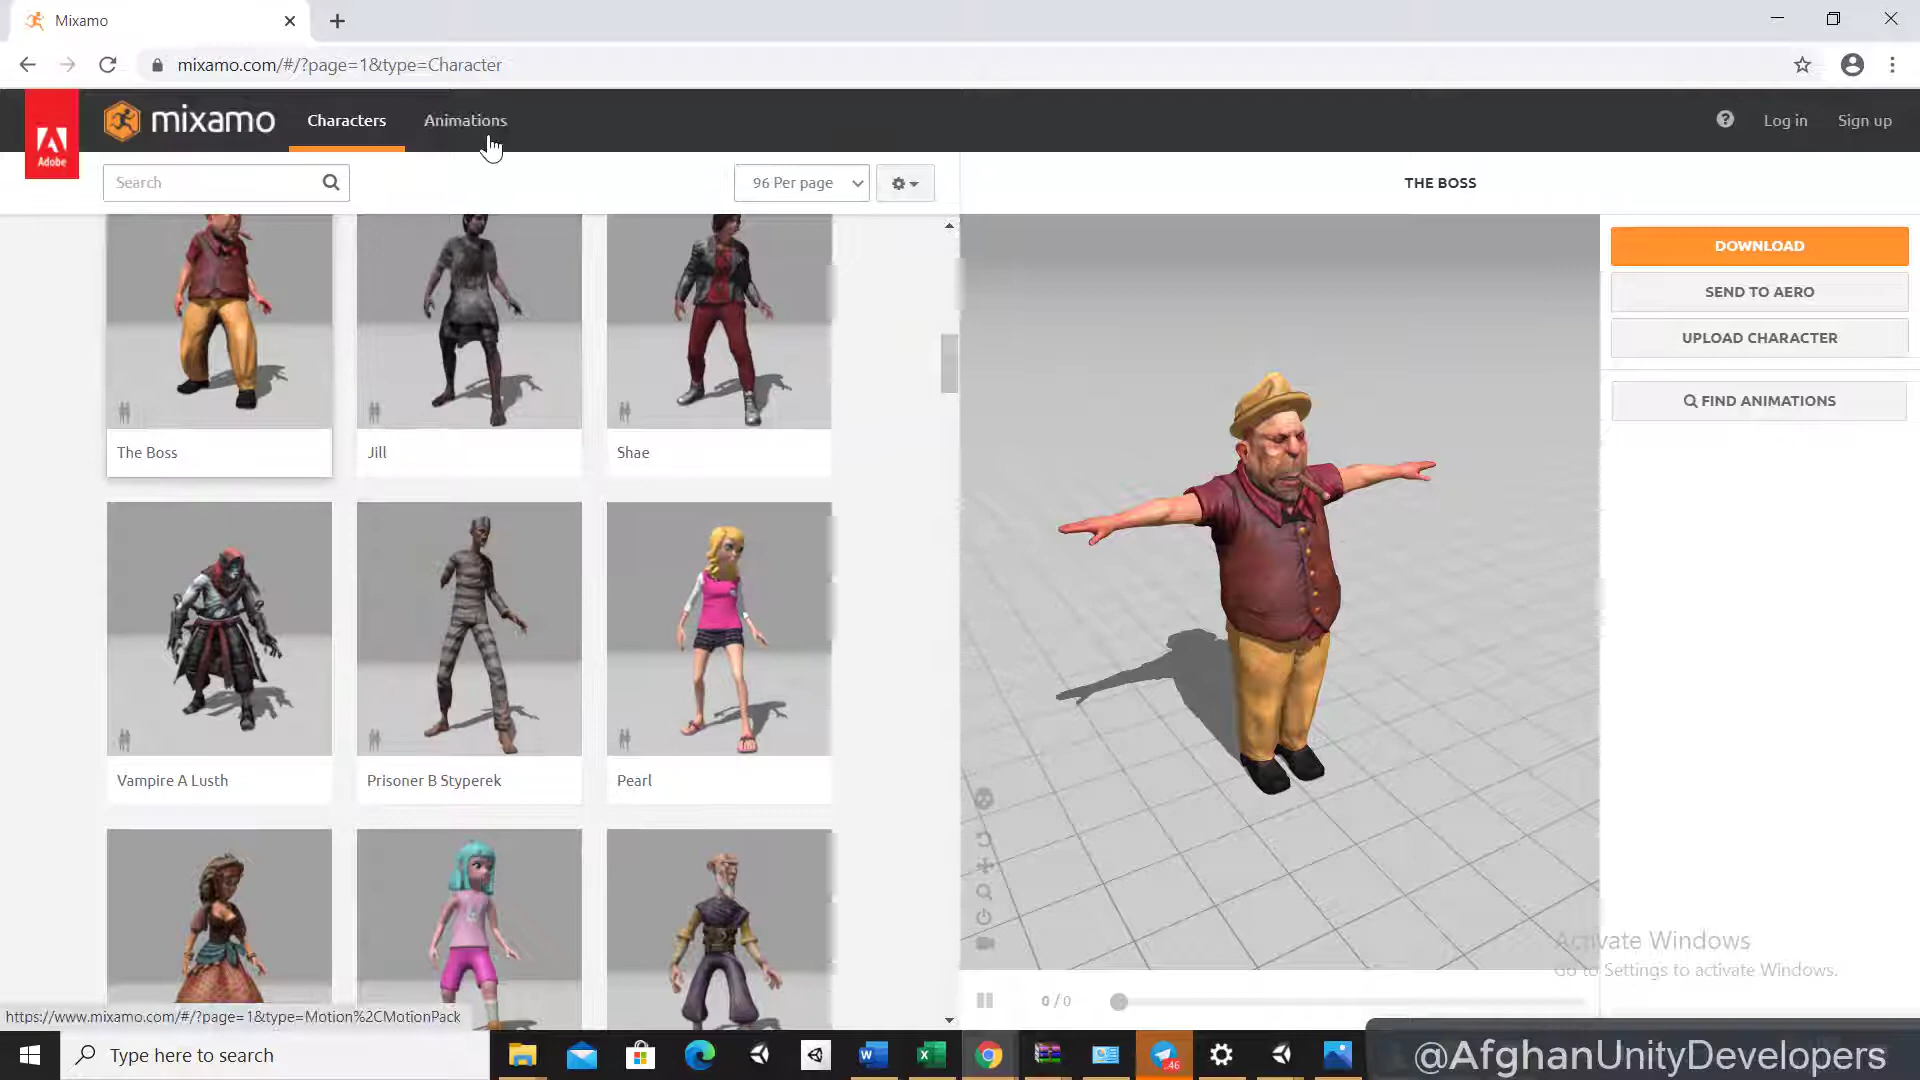 Mixamo
mixamo.com/#/?page=1&type=Character
Adobe
mixamo
Characters
Animations
Log in
Sign up
Search
96 Per page
THE BOSS
DOWNLOAD
SEND TO AERO
UPLOAD CHARACTER
FIND ANIMATIONS
The Boss
Jill
Shae
Vampire A Lusth
Prisoner B Styperek
Pearl
Activate Windows
Go to Settings to activate Windows.
0 / 0
https://www.mixamo.com/#/?page=1&type=Motion%2CMotionPack
Type here to search
46
@AfghanUnityDevelopers